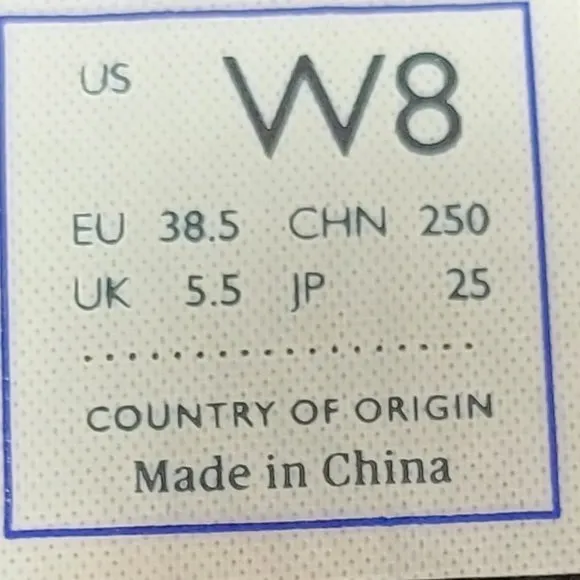 US W8
EU 38.5 CHN 250
UK 5.5 JP 25
COUNTRY OF ORIGIN
Made in China